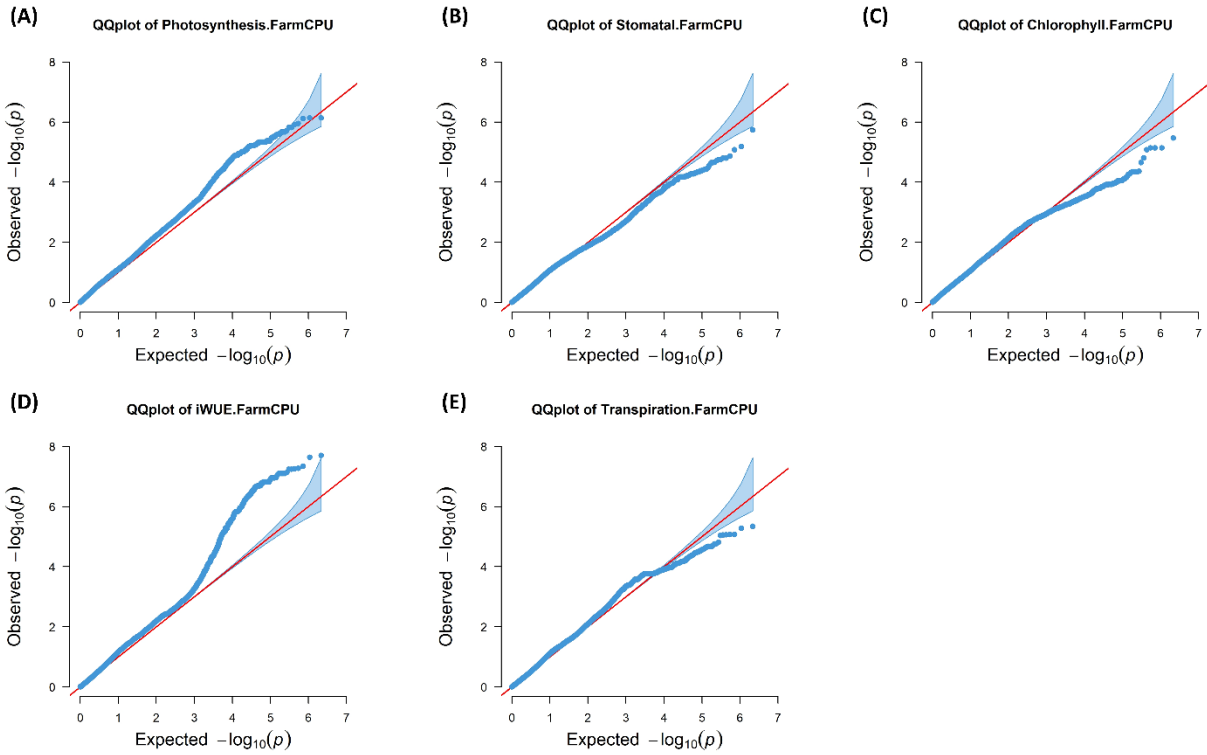 (A)
QQplot of Photosynthesis.FarmCPU
Observed −log₁₀(p)
8
6
4
2
0
0 1 2 3 4 5 6 7
Expected −log₁₀(p)
(B)
QQplot of Stomatal.FarmCPU
Observed −log₁₀(p)
8
6
4
2
0
0 1 2 3 4 5 6 7
Expected −log₁₀(p)
(C)
QQplot of Chlorophyll.FarmCPU
Observed −log₁₀(p)
8
6
4
2
0
0 1 2 3 4 5 6 7
Expected −log₁₀(p)
(D)
QQplot of iWUE.FarmCPU
Observed −log₁₀(p)
8
6
4
2
0
0 1 2 3 4 5 6 7
Expected −log₁₀(p)
(E)
QQplot of Transpiration.FarmCPU
Observed −log₁₀(p)
8
6
4
2
0
0 1 2 3 4 5 6 7
Expected −log₁₀(p)